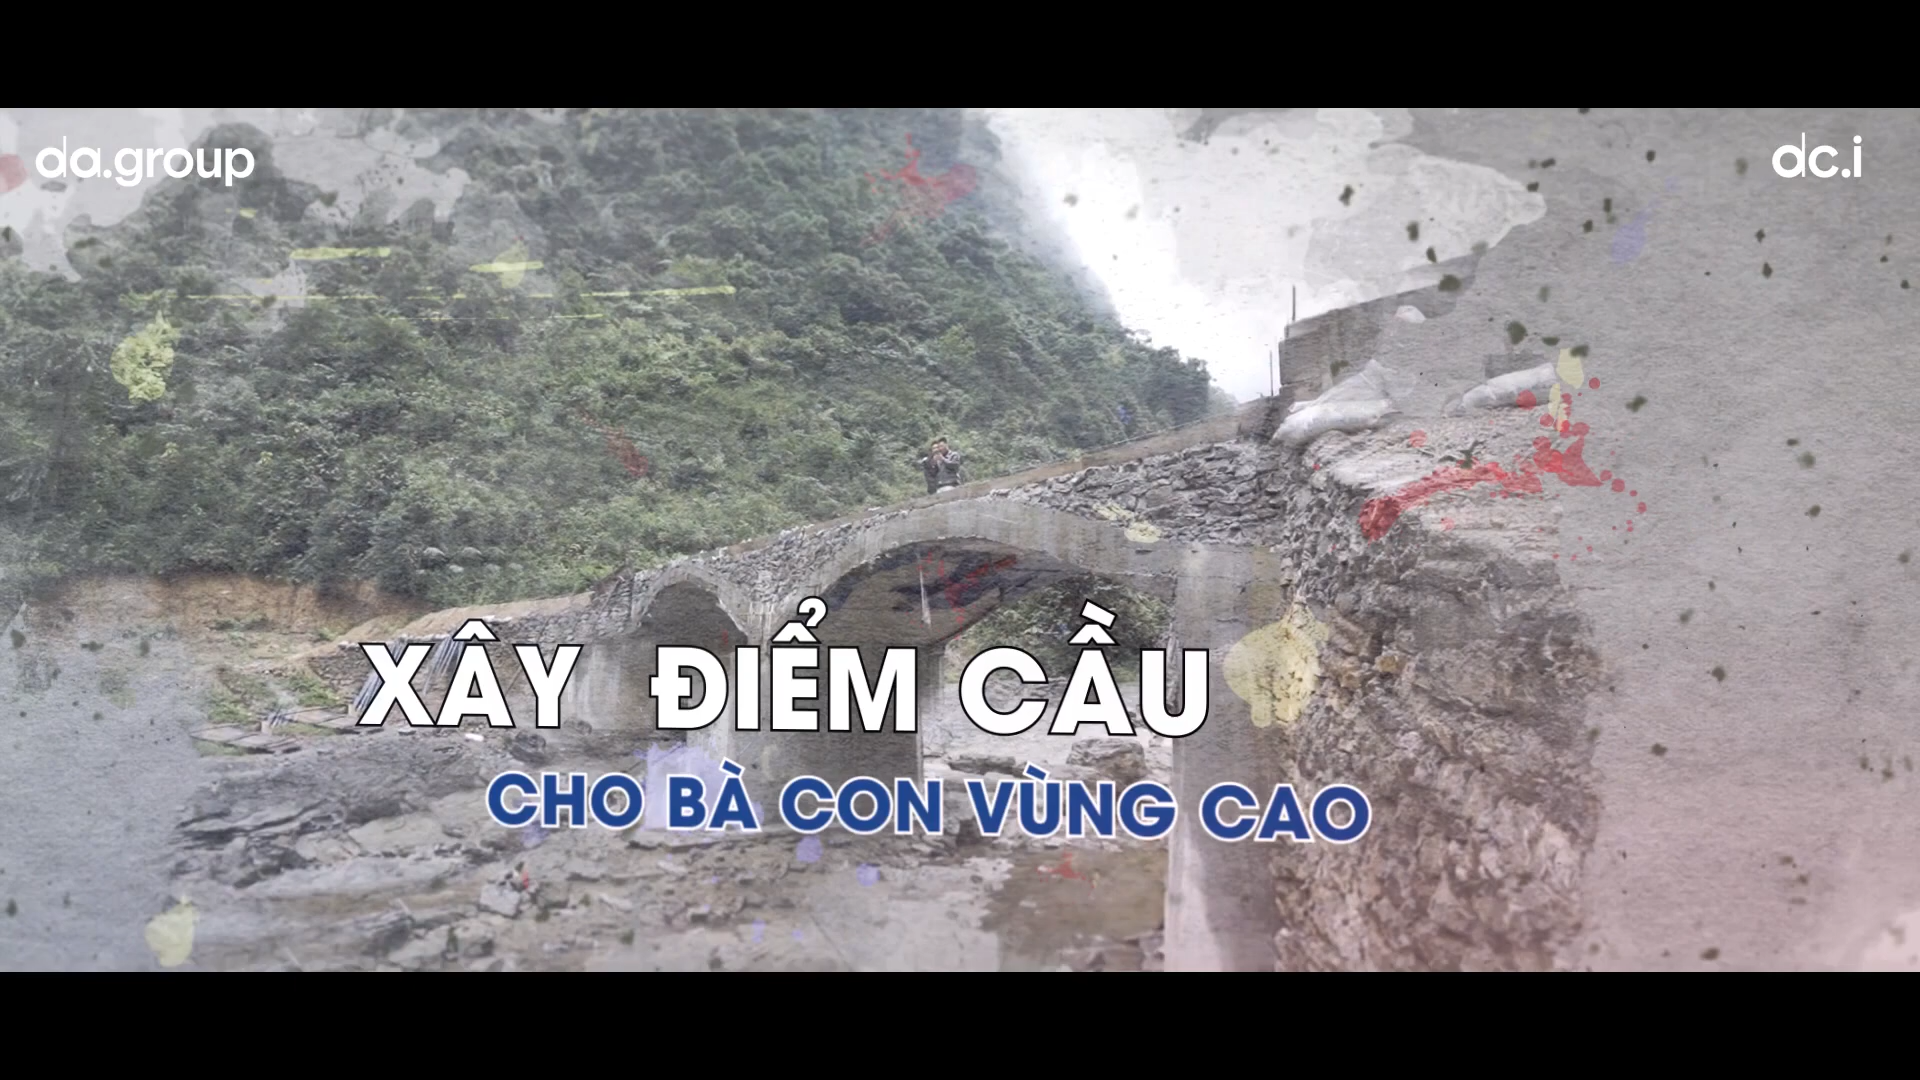 da.group
dc.i
XÂY ĐIỂM CẦU
CHO BÀ CON VÙNG CAO